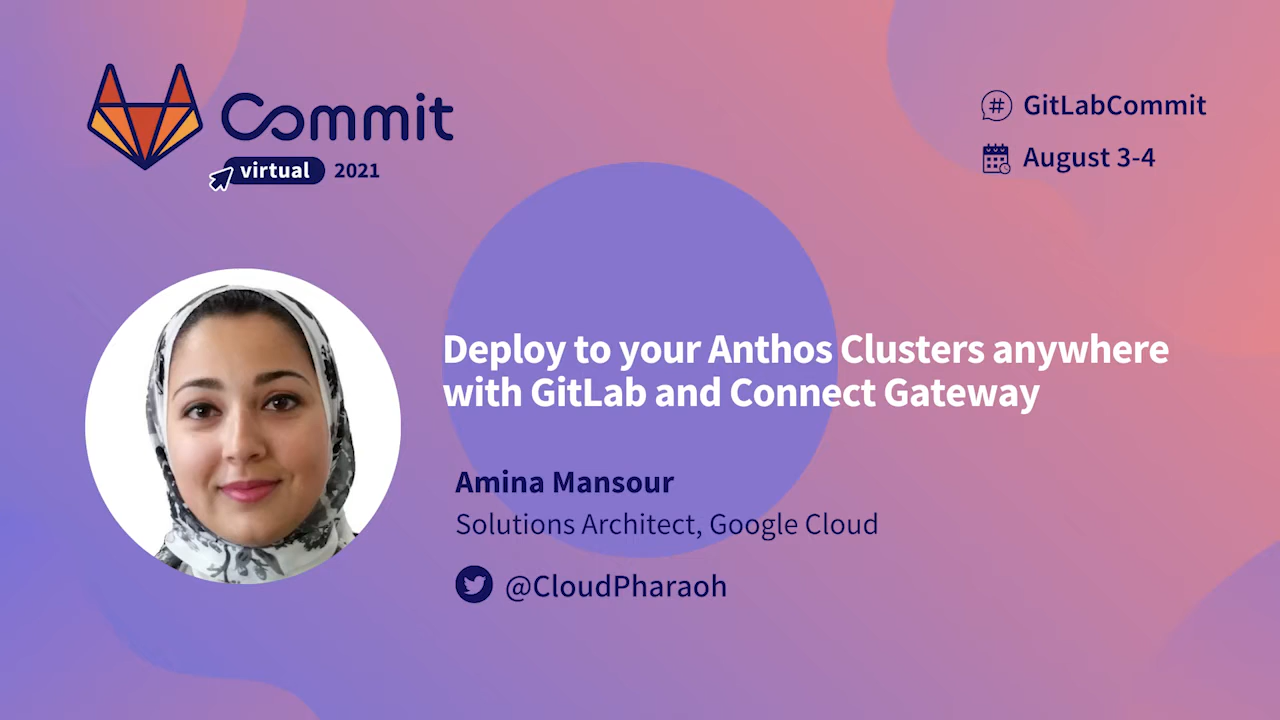 Commit
virtual 2021
# GitLabCommit
August 3-4
Deploy to your Anthos Clusters anywhere
with GitLab and Connect Gateway
Amina Mansour
Solutions Architect, Google Cloud
@CloudPharaoh